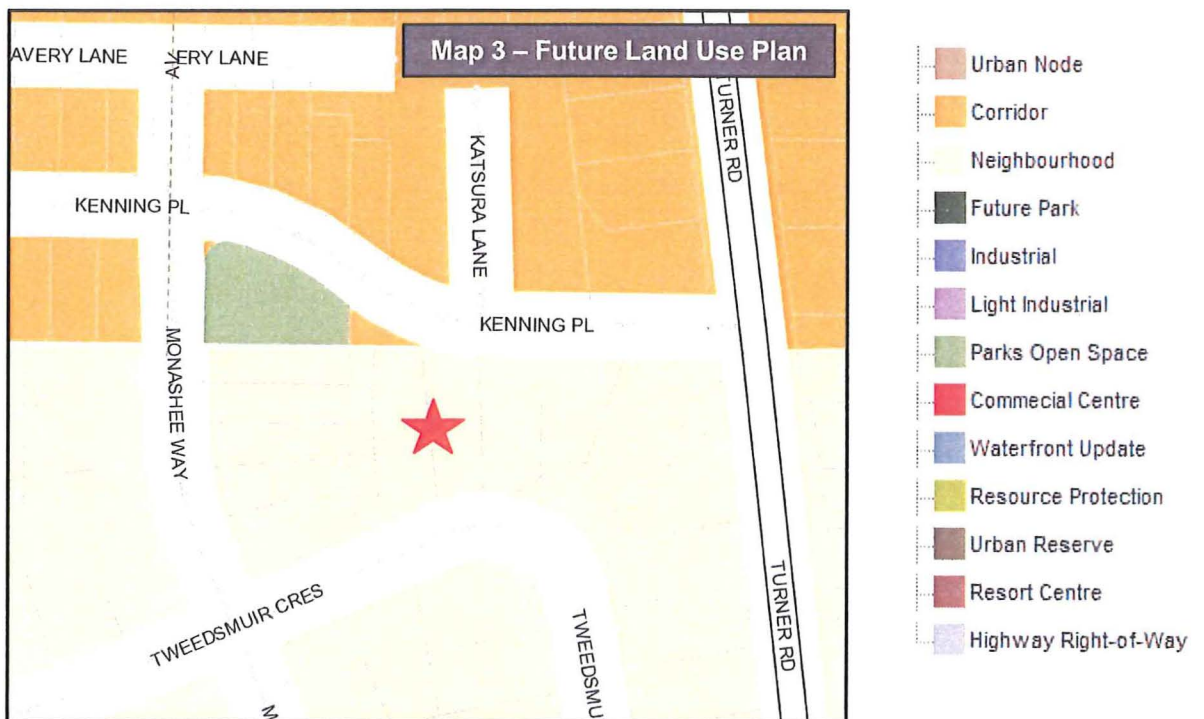 Map 3 – Future Land Use Plan
AVERY LANE
AVERY LANE
AV
KENNING PL
KATSURA LANE
TURNER RD
KENNING PL
MONASHEE WAY
TWEEDSMUIR CRES
TWEEDSMU
TURNER RD
M
Urban Node
Corridor
Neighbourhood
Future Park
Industrial
Light Industrial
Parks Open Space
Commecial Centre
Waterfront Update
Resource Protection
Urban Reserve
Resort Centre
Highway Right-of-Way